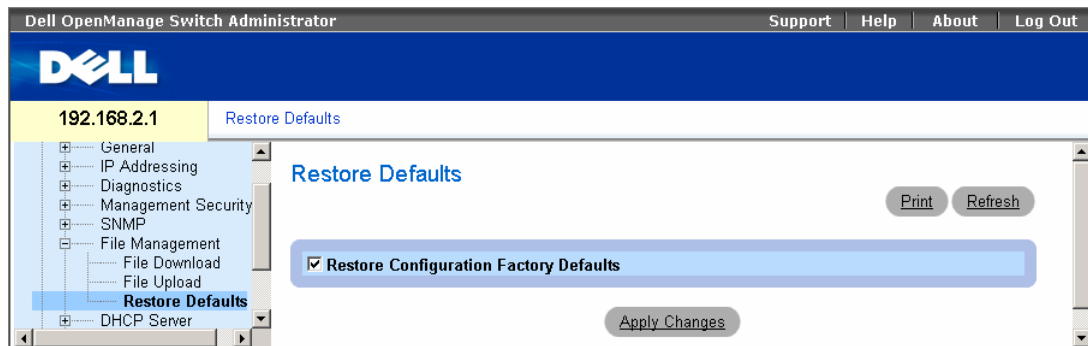 Dell OpenManage Switch Administrator Support Help About Log Out
DELL
192.168.2.1 Restore Defaults
General
IP Addressing
Diagnostics
Management Security
SNMP
File Management
File Download
File Upload
Restore Defaults
DHCP Server
Restore Defaults
Print Refresh
Restore Configuration Factory Defaults
Apply Changes